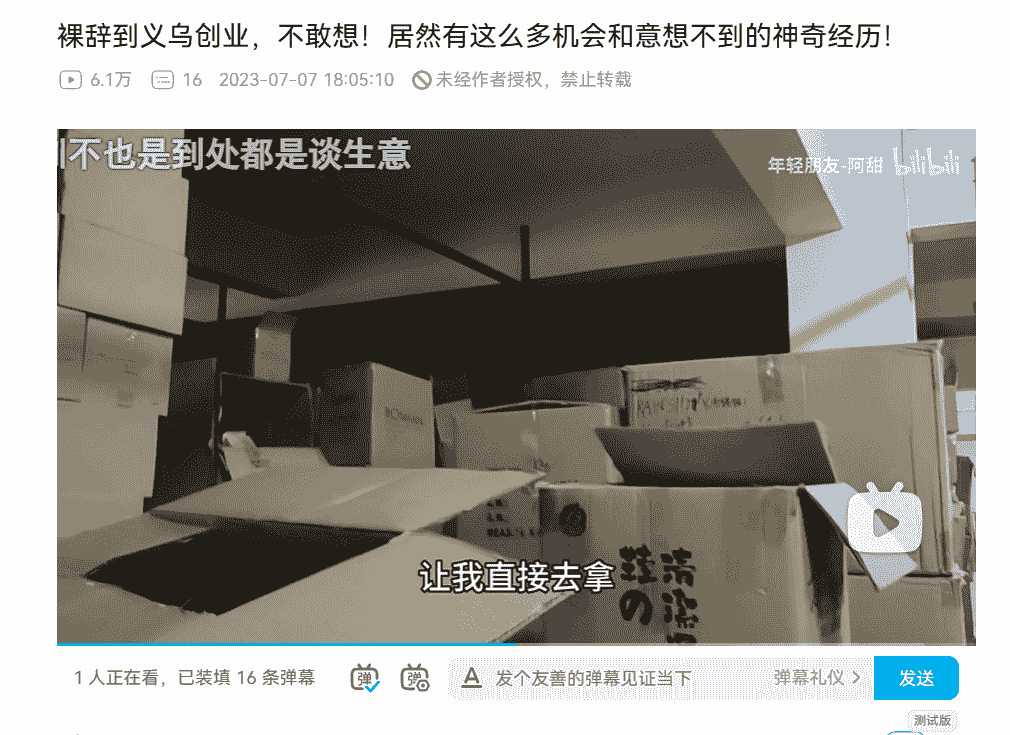 裸辞到义乌创业，不敢想！居然有这么多机会和意想不到的神奇经历！
6.1万 16 2023-07-07 18:05:10 未经作者授权，禁止转载
不也是到处都是谈生意
年轻朋友-阿甜 bilibili
让我直接去拿
1 人正在看，已装填 16 条弹幕 弹 弹 A 发个友善的弹幕见证当下 弹幕礼仪 > 发送
测试版